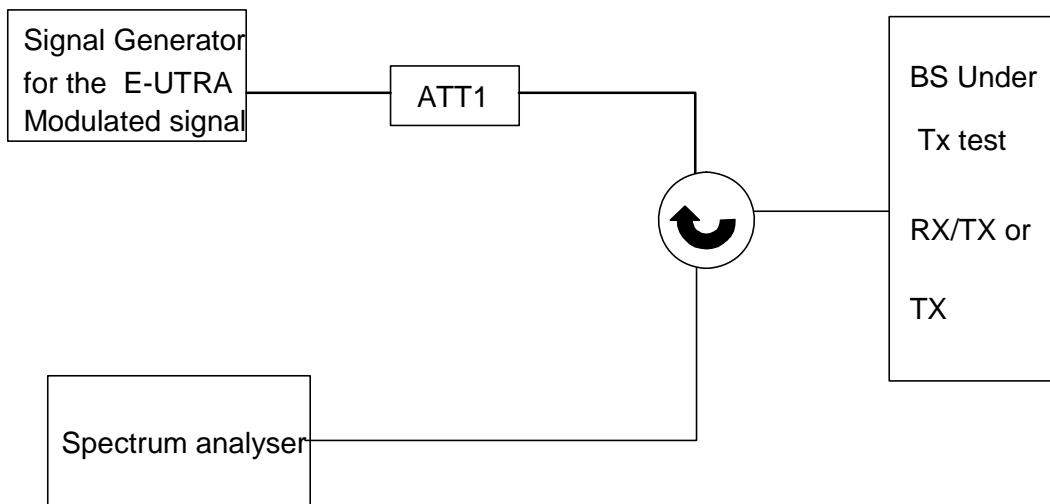 Signal Generator
for the E-UTRA
Modulated signal
ATT1
BS Under
Tx test
RX/TX or
TX
Spectrum analyser